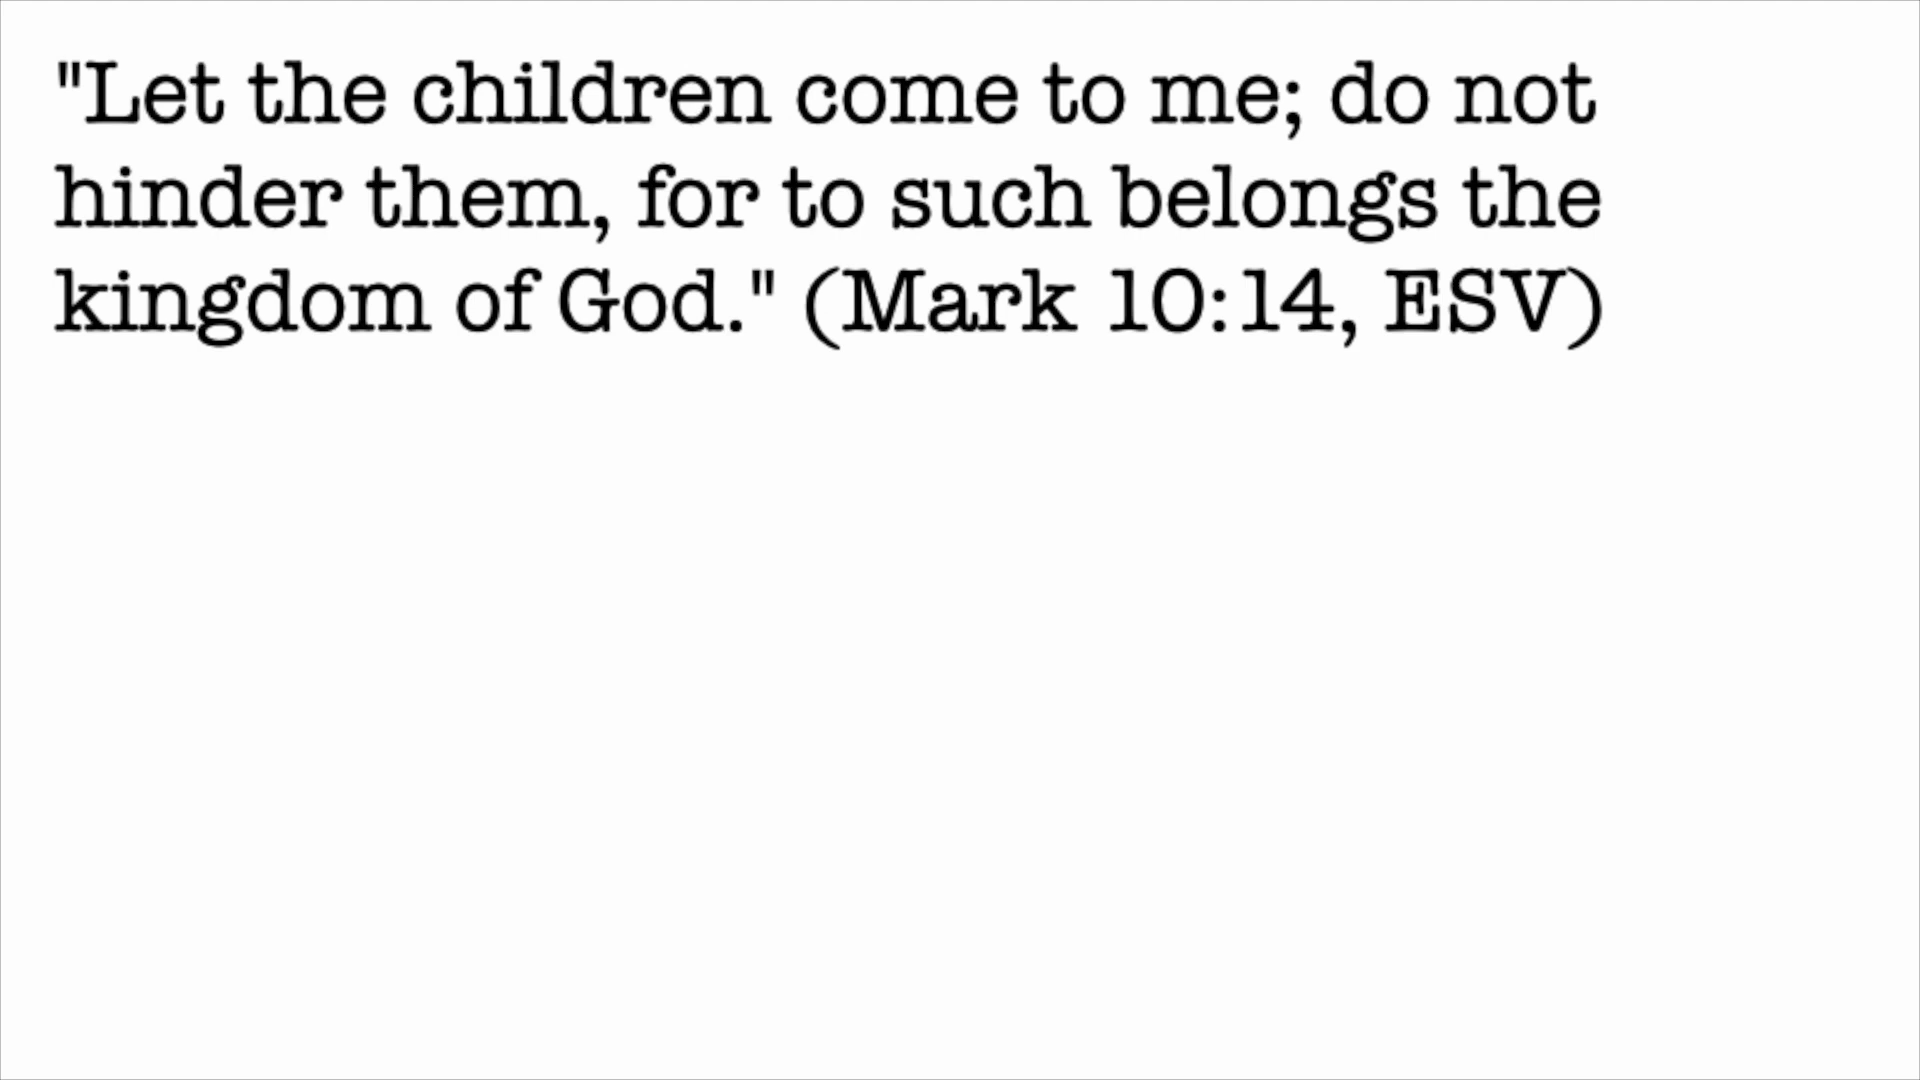 "Let the children come to me; do not
hinder them, for to such belongs the
kingdom of God." (Mark 10:14, ESV)